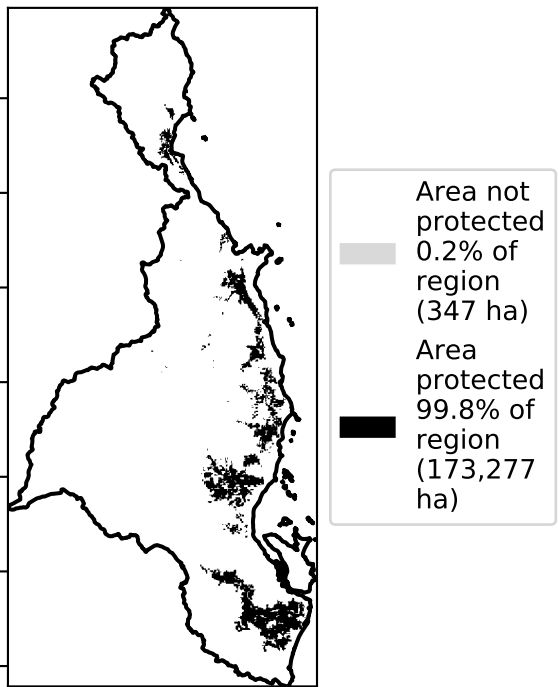 Area not
protected
0.2% of
region
(347 ha)
Area
protected
99.8% of
region
(173,277
ha)